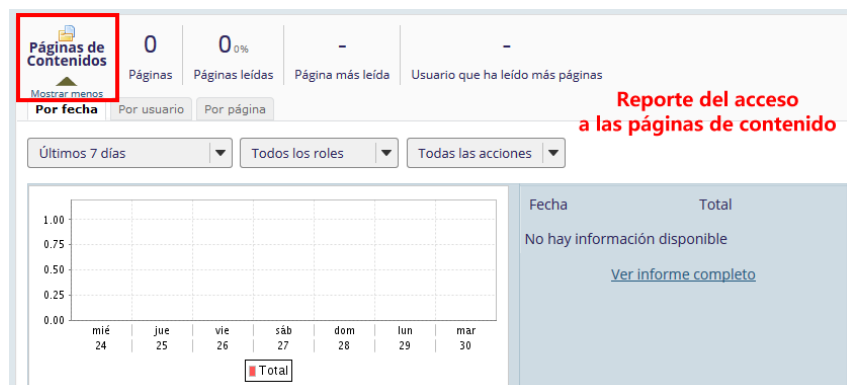 Páginas de
Contenidos
Mostrar menos
0
Páginas
0 0%
Páginas leídas
-
Página más leída
-
Usuario que ha leído más páginas
Reporte del acceso
a las páginas de contenido
Por fecha
Por usuario
Por página
Últimos 7 días
Todos los roles
Todas las acciones
1.00
0.75
0.50
0.25
0.00
mié jue vie sáb dom lun mar
24 25 26 27 28 29 30
Total
Fecha Total
No hay información disponible
Ver informe completo